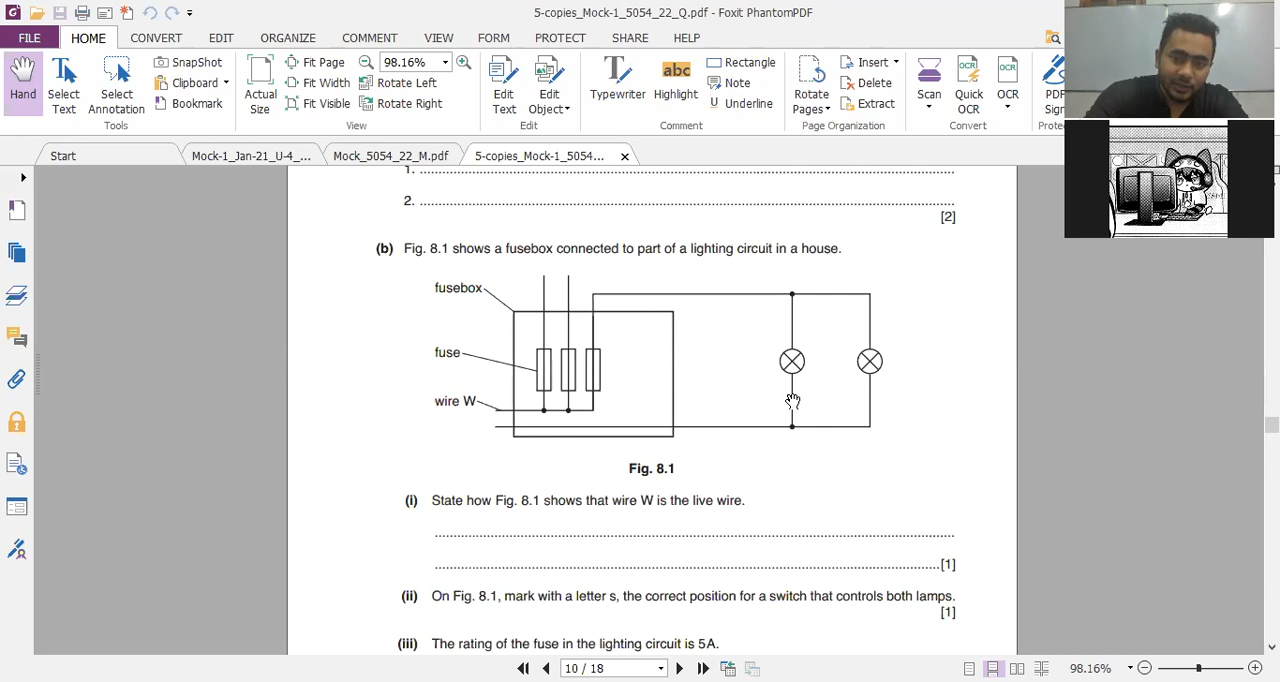 5-copies_Mock-1_5054_22_Q.pdf - Foxit PhantomPDF
FILE HOME CONVERT EDIT ORGANIZE COMMENT VIEW FORM PROTECT SHARE HELP
Hand
Select Text
Select Annotation
SnapShot
Clipboard
Bookmark
Tools
Actual Size
Fit Page
Fit Width
Fit Visible
98.16%
Rotate Left
Rotate Right
View
Edit Text
Edit Object
Edit
Typewriter
Highlight
Rectangle
Note
Underline
Comment
Rotate Pages
Insert
Delete
Extract
Page Organization
Scan
Quick OCR
OCR
Convert
PDF Sign
Prote
Start Mock-1_Jan-21_U-4_... Mock_5054_22_M.pdf 5-copies_Mock-1_5054...
1. ........................................................................
2. ........................................................................
[2]
(b) Fig. 8.1 shows a fusebox connected to part of a lighting circuit in a house.
fusebox
fuse
wire W
Fig. 8.1
(i) State how Fig. 8.1 shows that wire W is the live wire.
........................................................................
........................................................................[1]
(ii) On Fig. 8.1, mark with a letter s, the correct position for a switch that controls both lamps.
[1]
(iii) The rating of the fuse in the lighting circuit is 5A.
10 / 18
98.16%